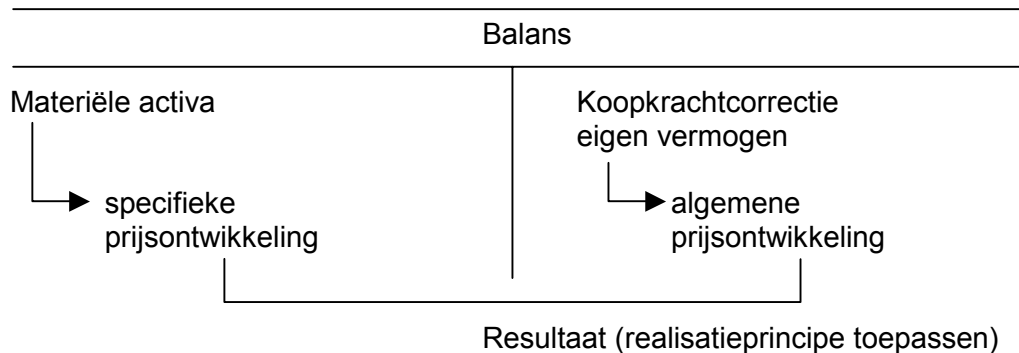 Balans
Materiële activa
specifieke
prijsontwikkeling
Koopkrachtcorrectie
eigen vermogen
algemene
prijsontwikkeling
Resultaat (realisatieprincipe toepassen)